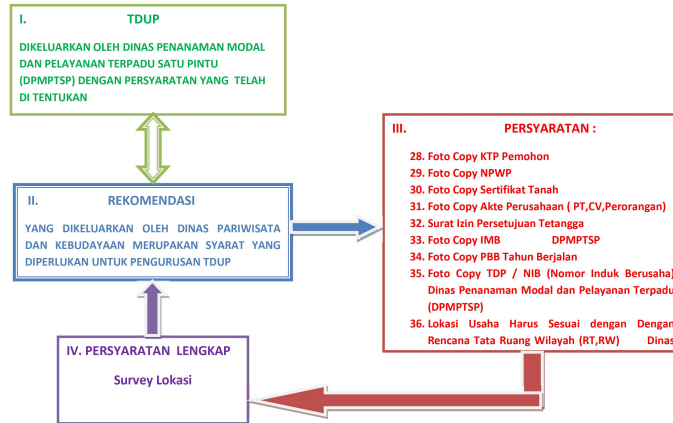 I. TDUP
DIKELUARKAN OLEH DINAS PENANAMAN MODAL
DAN PELAYANAN TERPADU SATU PINTU
(DPMPTSP) DENGAN PERSYARATAN YANG TELAH
DI TENTUKAN
II. REKOMENDASI
YANG DIKELUARKAN OLEH DINAS PARIWISATA
DAN KEBUDAYAAN MERUPAKAN SYARAT YANG
DIPERLUKAN UNTUK PENGURUSAN TDUP
III. PERSYARATAN :
28. Foto Copy KTP Pemohon
29. Foto Copy NPWP
30. Foto Copy Sertifikat Tanah
31. Foto Copy Akte Perusahaan ( PT,CV,Perorangan)
32. Surat Izin Persetujuan Tetangga
33. Foto Copy IMB DPMPTSP
34. Foto Copy PBB Tahun Berjalan
35. Foto Copy TDP / NIB (Nomor Induk Berusaha)
Dinas Penanaman Modal dan Pelayanan Terpadu
(DPMPTSP)
36. Lokasi Usaha Harus Sesuai dengan Dengan
Rencana Tata Ruang Wilayah (RT,RW) Dinas
IV. PERSYARATAN LENGKAP
Survey Lokasi